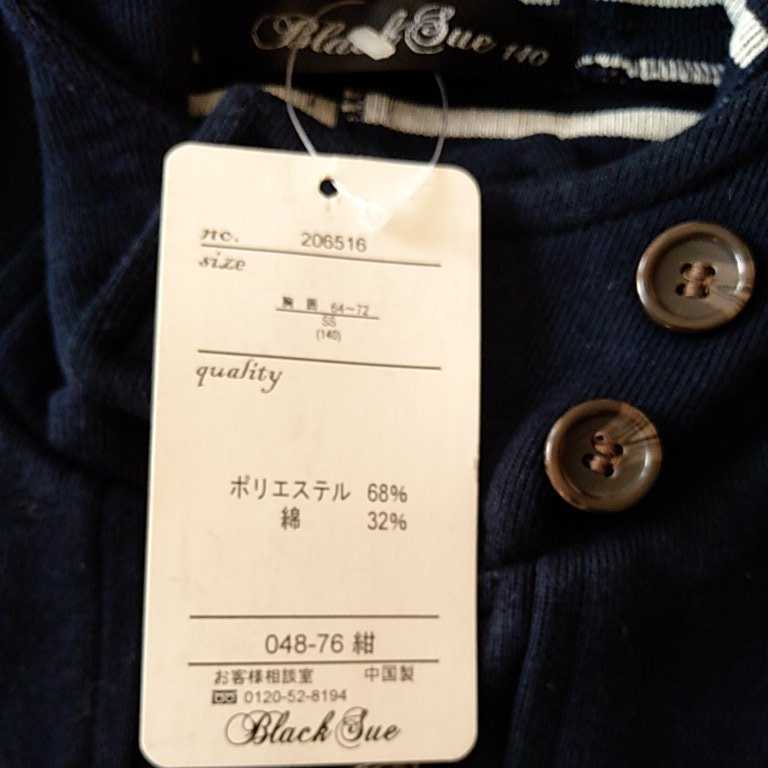 Black Sue 140
no. 206516
size
胸囲 64~72
SS
(140)
quality
ポリエステル 68%
綿 32%
048-76 紺
お客様相談室 中国製
0120-52-8194
Black Sue